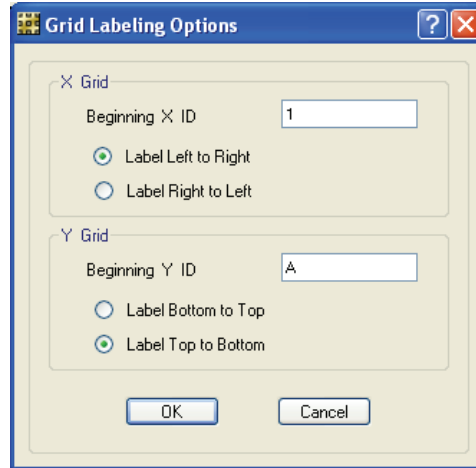 Grid Labeling Options
X Grid
Beginning X ID 1
Label Left to Right
Label Right to Left
Y Grid
Beginning Y ID A
Label Bottom to Top
Label Top to Bottom
OK Cancel